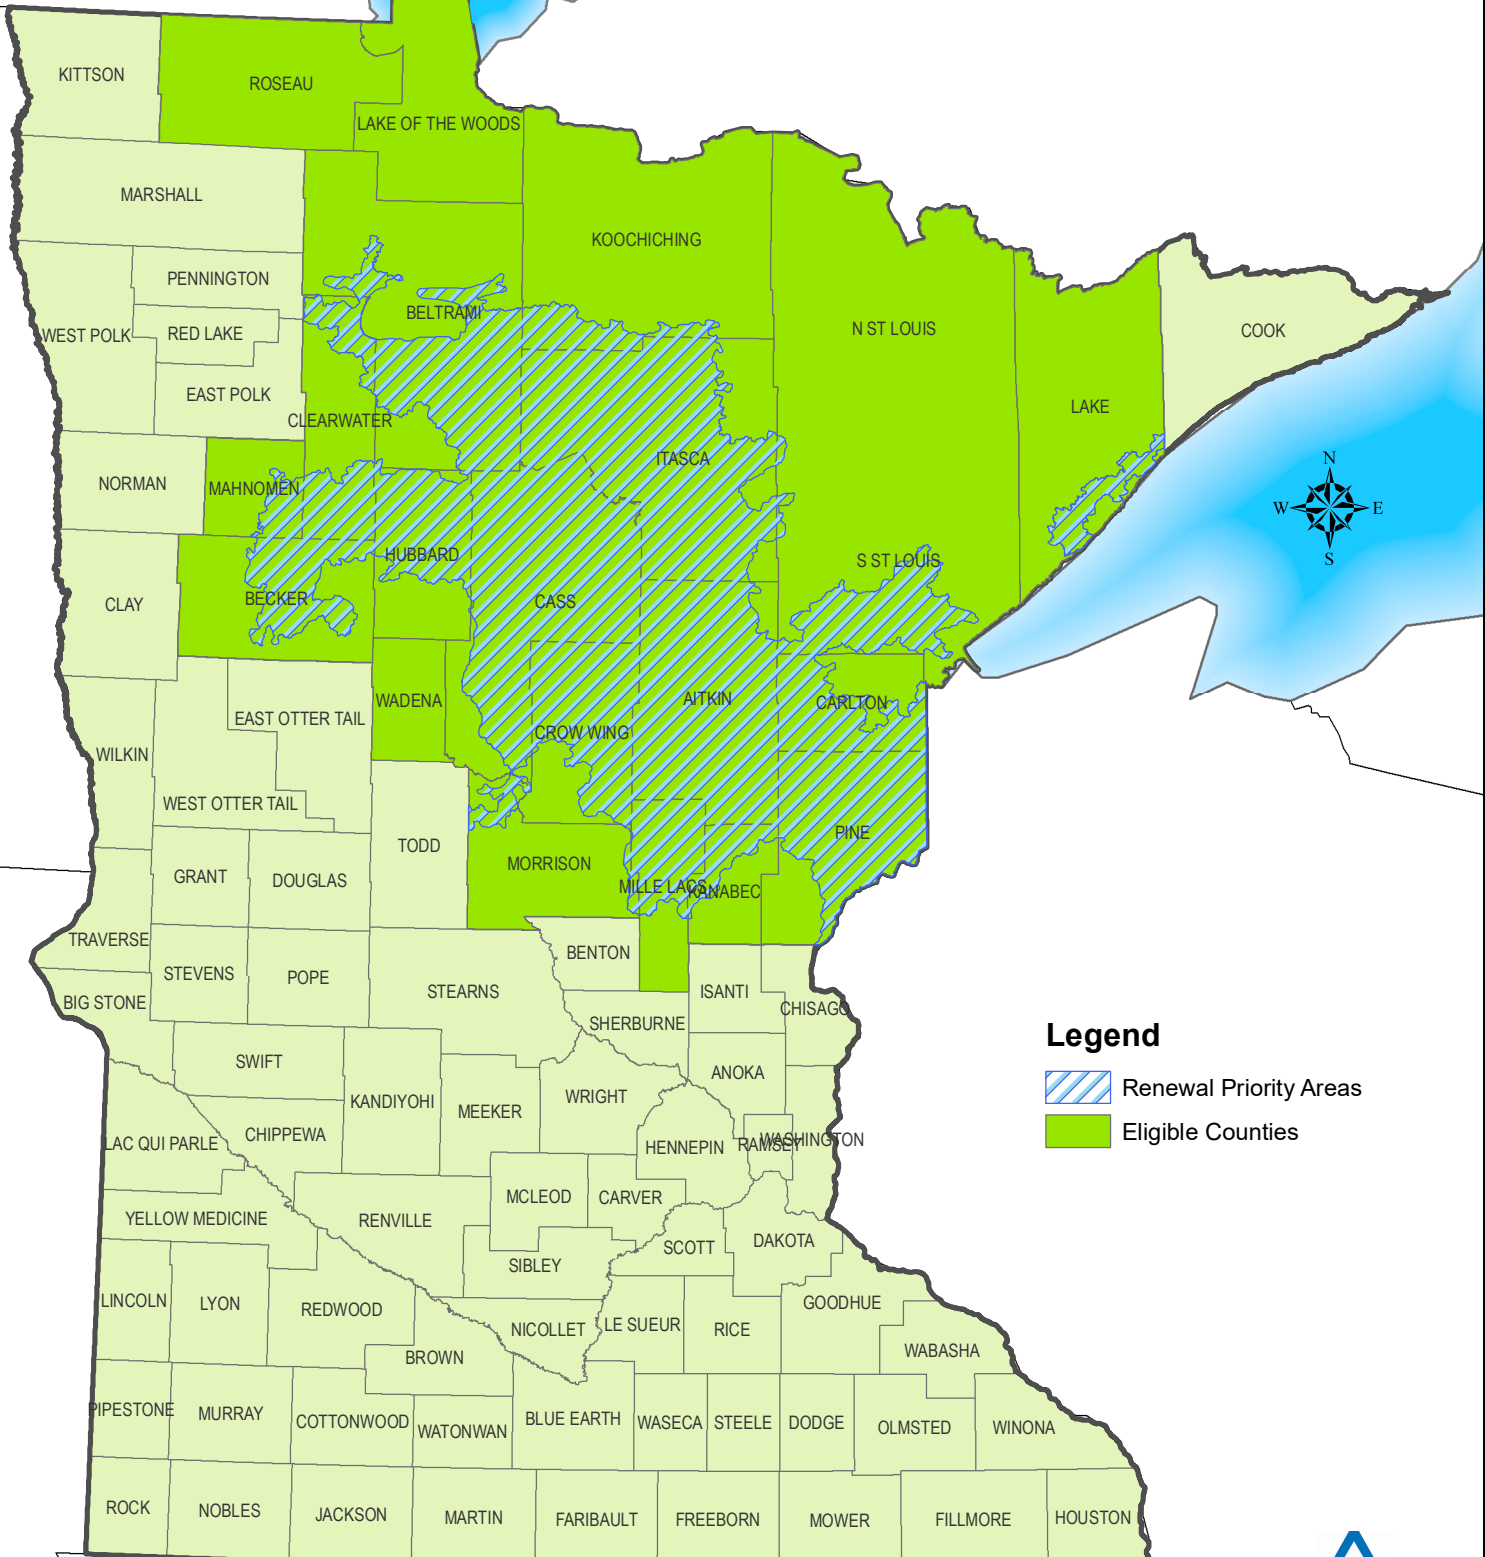 KITTSON
ROSEAU
LAKE OF THE WOODS
MARSHALL
KOOCHICHING
PENNINGTON
BELTRAMI
WEST POLK
RED LAKE
N ST LOUIS
COOK
EAST POLK
CLEARWATER
LAKE
ITASCA
NORMAN
MAHNOMEN
N
W
E
S
HUBBARD
S ST LOUIS
CLAY
BECKER
CASS
WADENA
AITKIN
CARLTON
EAST OTTER TAIL
CROW WING
WILKIN
WEST OTTER TAIL
TODD
PINE
MORRISON
GRANT
DOUGLAS
MILLE LACS
KANABEC
TRAVERSE
BENTON
STEVENS
POPE
STEARNS
ISANTI
BIG STONE
CHISAGO
SHERBURNE
Legend
SWIFT
ANOKA
Renewal Priority Areas
KANDIYOHI
MEEKER
WRIGHT
Eligible Counties
LAC QUI PARLE
CHIPPEWA
HENNEPIN
RAMSEY
WASHINGTON
MCLEOD
CARVER
YELLOW MEDICINE
RENVILLE
SCOTT
DAKOTA
SIBLEY
LINCOLN
LYON
REDWOOD
GOODHUE
NICOLLET
LE SUEUR
RICE
BROWN
WABASHA
PIPESTONE
MURRAY
COTTONWOOD
WATONWAN
BLUE EARTH
WASECA
STEELE
DODGE
OLMSTED
WINONA
ROCK
NOBLES
JACKSON
MARTIN
FARIBAULT
FREEBORN
MOWER
FILLMORE
HOUSTON